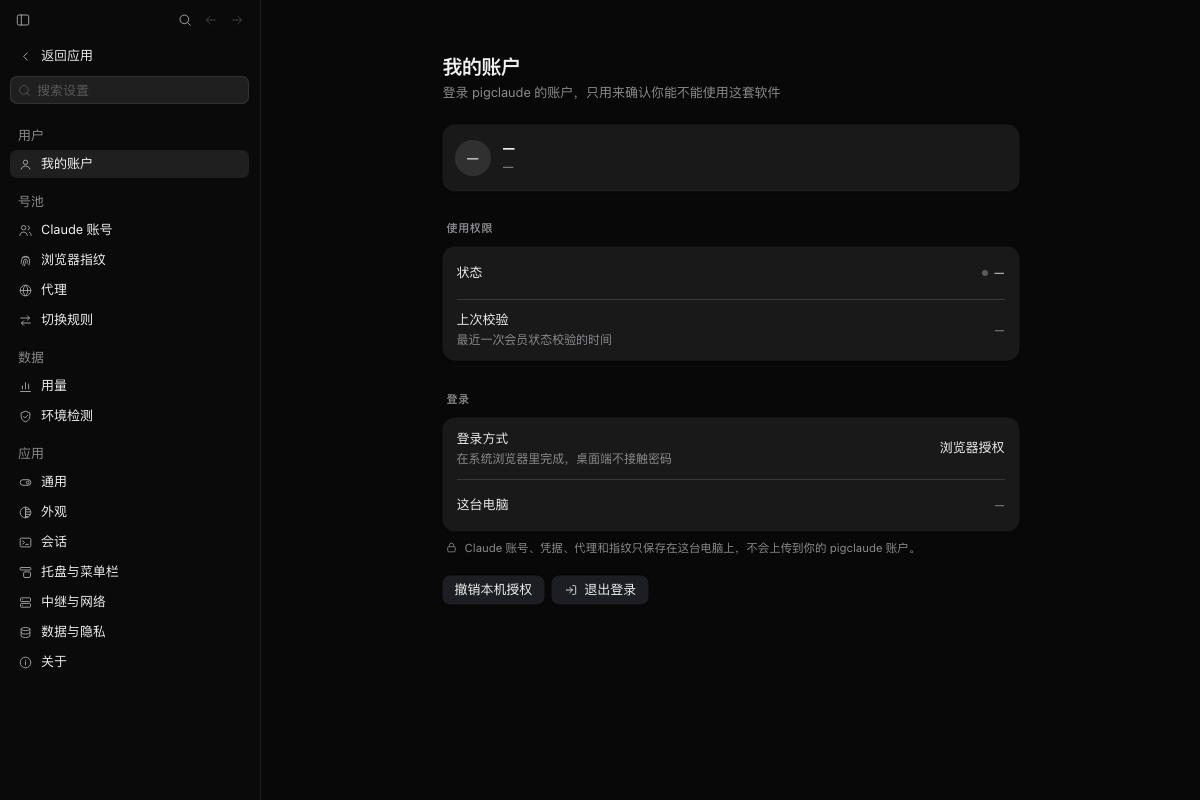 返回应用
搜索设置
用户
我的账户
号池
Claude 账号
浏览器指纹
代理
切换规则
数据
用量
环境检测
应用
通用
外观
会话
托盘与菜单栏
中继与网络
数据与隐私
关于
我的账户
登录 pigclaude 的账户，只用来确认你能不能使用这套软件
—
—
—
使用权限
状态
—
上次校验
最近一次会员状态校验的时间
—
登录
登录方式
在系统浏览器里完成，桌面端不接触密码
浏览器授权
这台电脑
—
Claude 账号、凭据、代理和指纹只保存在这台电脑上，不会上传到你的 pigclaude 账户。
撤销本机授权
退出登录